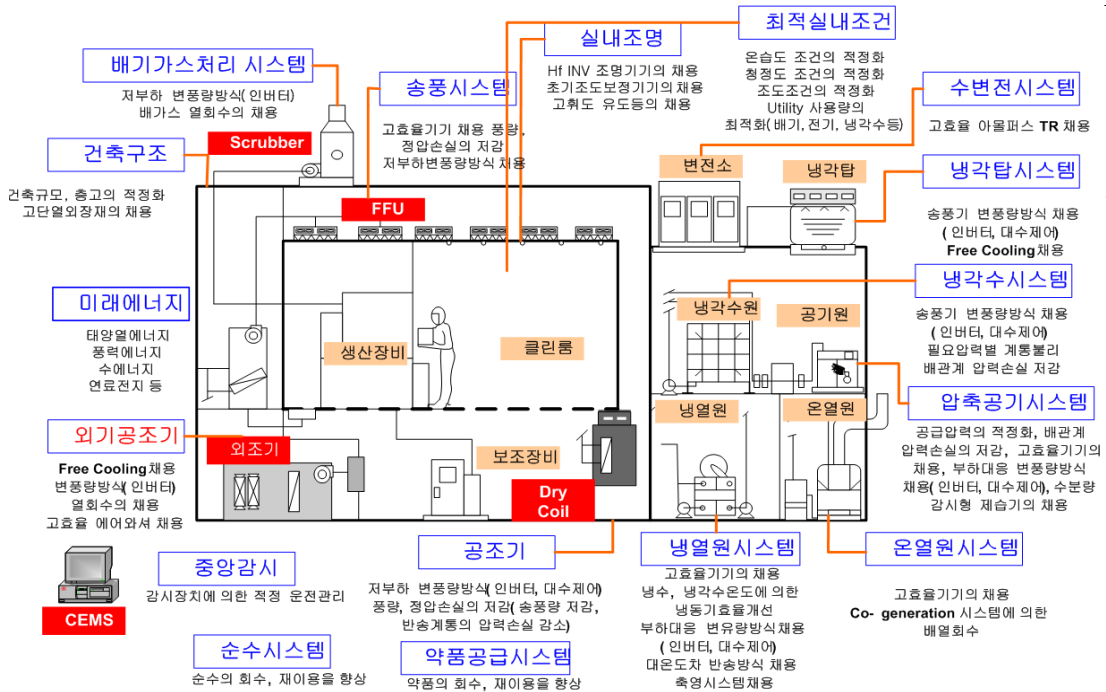 최적실내조건
온습도 조건의 적정화
청정도 조건의 적정화
조도조건의 적정화
Utility 사용량의
최적화( 배기, 전기, 냉각수등)
실내조명
Hf INV 조명기기의 채용
초기조도보정기기의 채용
고휘도 유도등의 채용
배기가스처리 시스템
저부하 변풍량방식( 인버터)
배가스 열회수의 채용
송풍시스템
고효율기기 채용 풍량,
정압손실의 저감
저부하변풍량방식 채용
수변전시스템
고효율 아몰퍼스 TR 채용
건축구조
건축규모, 층고의 적정화
고단열외장재의 채용
Scrubber
FFU
변전소
냉각탑
냉각탑시스템
송풍기 변풍량방식 채용
( 인버터, 대수제어)
Free Cooling 채용
미래에너지
태양열에너지
풍력에너지
수에너지
연료전지 등
생산장비
클린룸
냉각수원
공기원
냉각수시스템
송풍기 변풍량방식 채용
( 인버터, 대수제어)
필요압력별 계통불리
배관계 압력손실 저감
냉열원
온열원
압축공기시스템
공급압력의 적정화, 배관계
압력손실의 저감, 고효율기기의
채용, 부하대응 변풍량방식
채용( 인버터, 대수제어), 수분량
감시형 제습기의 채용
외기공조기
Free Cooling 채용
변풍량방식( 인버터)
열회수의 채용
고효율 에어와셔 채용
외조기
보조장비
Dry
Coil
CEMS
중앙감시
감시장치에 의한 적정 운전관리
공조기
저부하 변풍량방식( 인버터, 대수제어)
풍량, 정압손실의 저감( 송풍량 저감,
반송계통의 압력손실 감소)
냉열원시스템
고효율기기의 채용
냉수, 냉각수온도에 의한
냉동기효율개선
부하대응 변유량방식채용
( 인버터, 대수제어)
대온도차 반송방식 채용
축영시스템채용
온열원시스템
고효율기기의 채용
Co- generation 시스템에 의한
배열회수
순수시스템
순수의 회수, 재이용을 향상
약품공급시스템
약품의 회수, 재이용을 향상